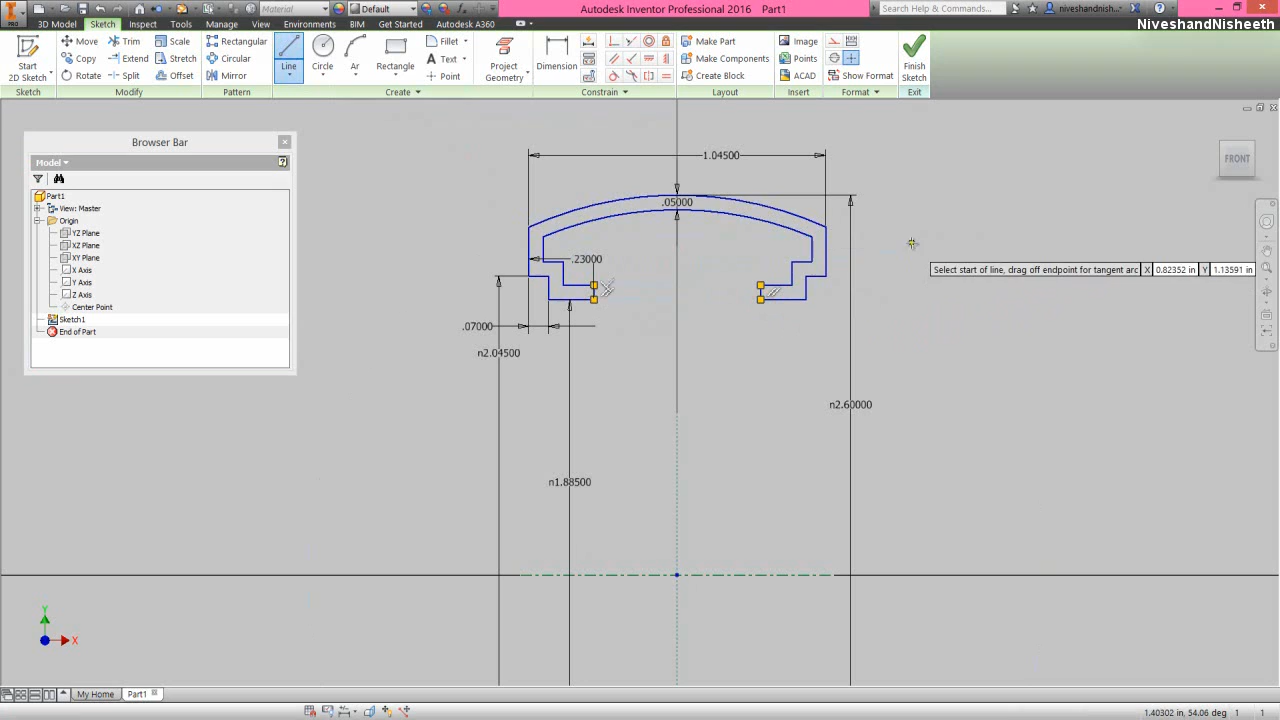 Material
Default
Autodesk Inventor Professional 2016 Part1
Search Help & Commands...
niveshandnish...
NiveshandNisheeth
PRO
3D Model
Sketch
Inspect
Tools
Manage
View
Environments
BIM
Get Started
Autodesk A360
Start
2D Sketch
Move
Trim
Scale
Copy
Extend
Stretch
Rotate
Split
Offset
Rectangular
Circular
Mirror
Line
Circle
Arc
Rectangle
Fillet
Text
Point
Project
Geometry
Dimension
Make Part
Make Components
Create Block
Image
Points
ACAD
Show Format
Finish
Sketch
Sketch
Modify
Pattern
Create
Constrain
Layout
Insert
Format
Exit
Browser Bar
Model
Part1
View: Master
Origin
YZ Plane
XZ Plane
XY Plane
X Axis
Y Axis
Z Axis
Center Point
Sketch1
End of Part
1.04500
.05000
.23000
.07000
n2.04500
n2.60000
n1.88500
FRONT
Select start of line, drag off endpoint for tangent arc X 0.82352 in Y 1.13591 in
Y
X
My Home
Part1
1.40302 in, 54.06 deg 1 1